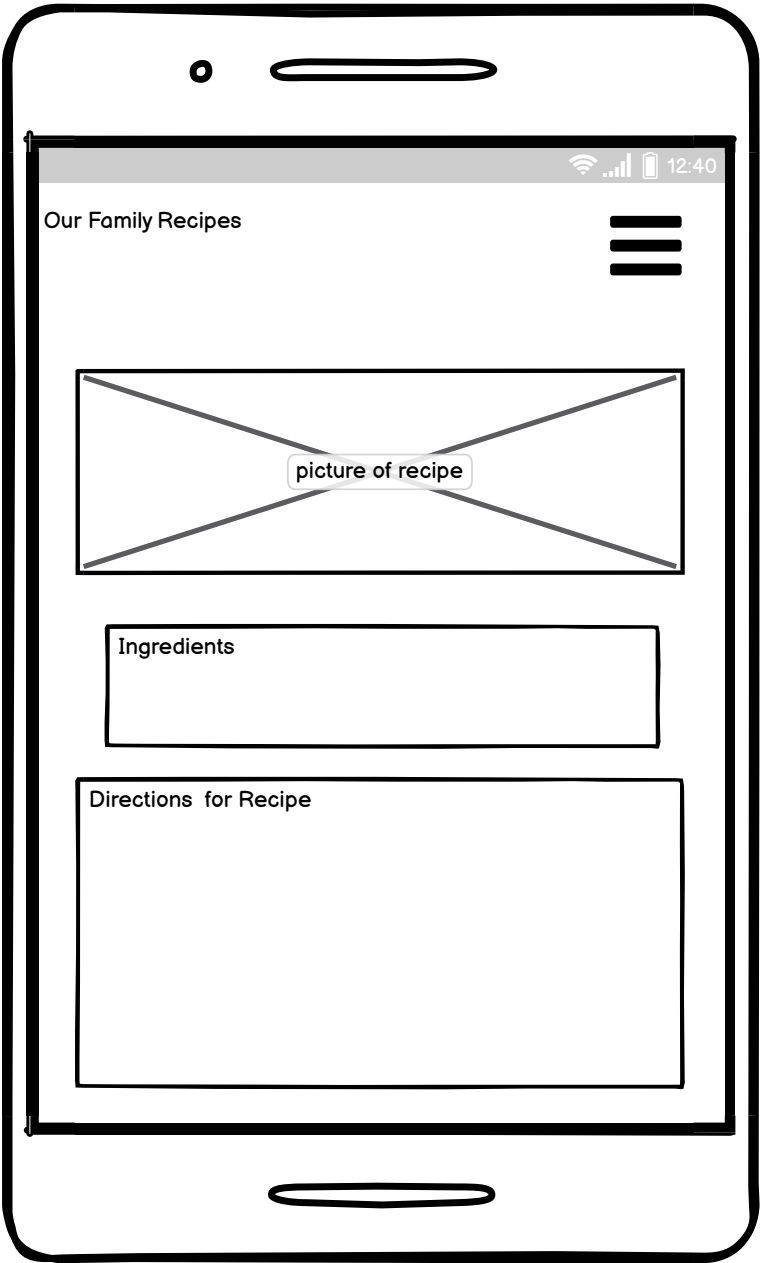 12:40
Our Family Recipes
picture of recipe
Ingredients
Directions  for Recipe